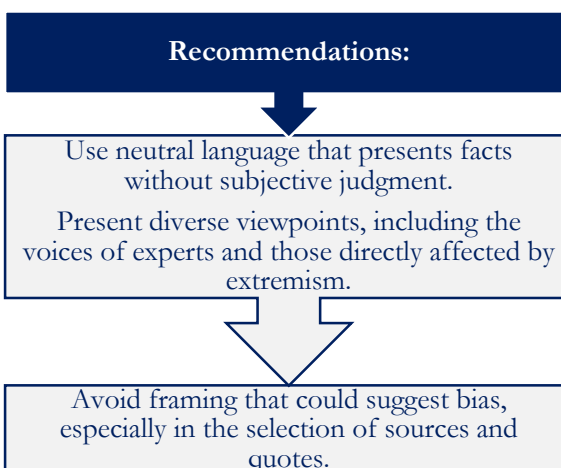 Recommendations:
Use neutral language that presents facts
without subjective judgment.
Present diverse viewpoints, including the
voices of experts and those directly affected by
extremism.
Avoid framing that could suggest bias,
especially in the selection of sources and
quotes.